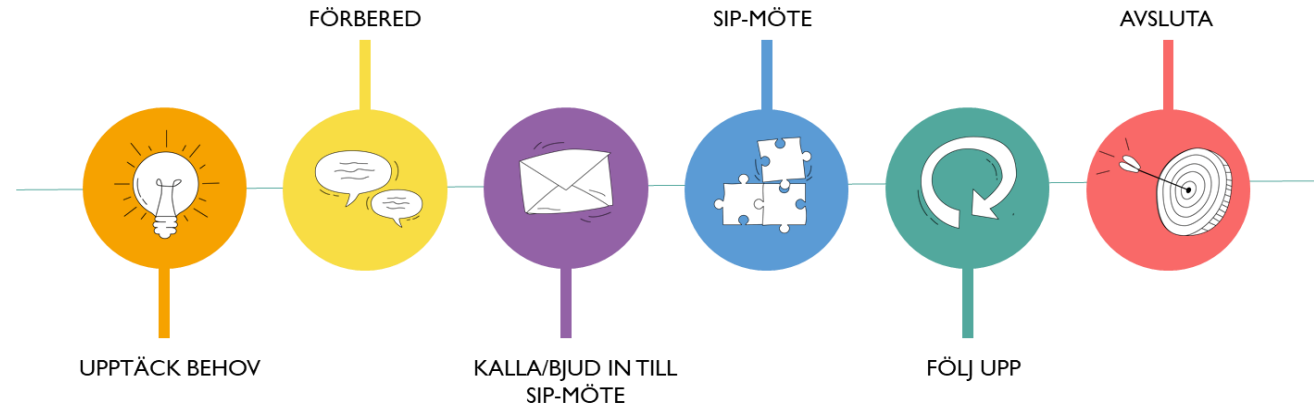 FÖRBERED
SIP-MÖTE
AVSLUTA
UPPTÄCK BEHOV
KALLA/BJUD IN TILL
SIP-MÖTE
FÖLJ UPP